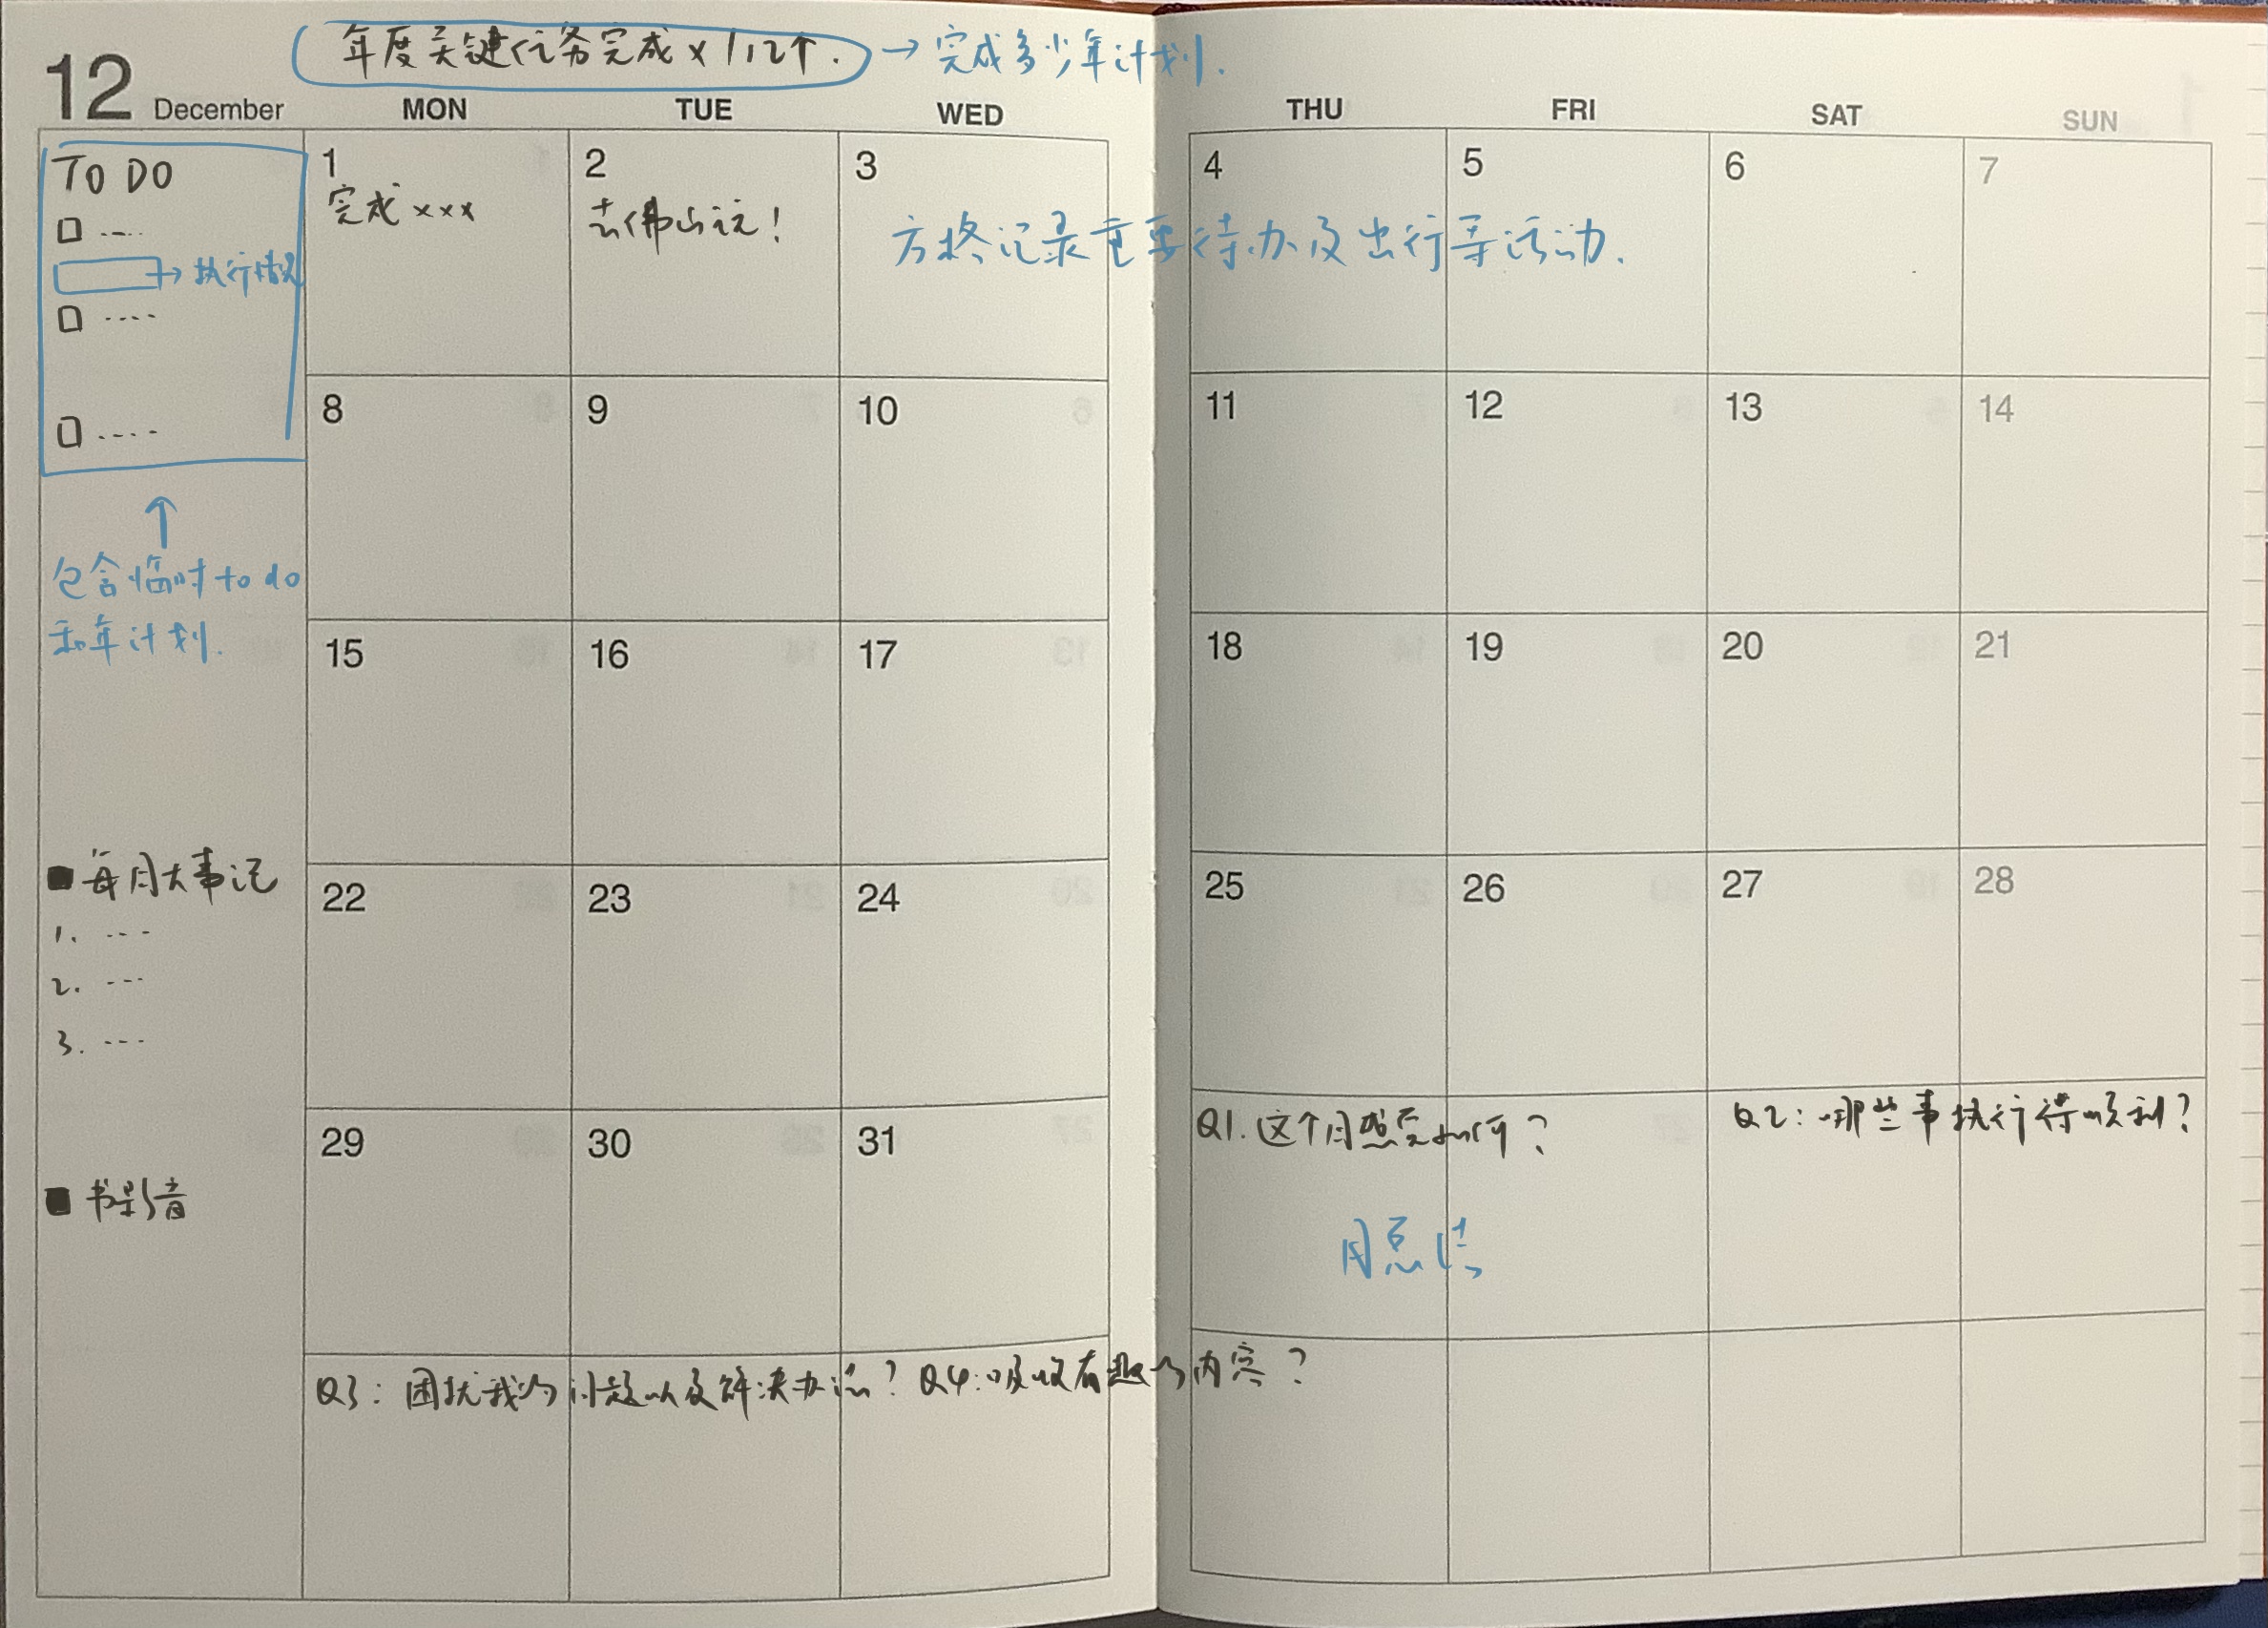 年度关键任务完成 x / 12个. → 完成多少年计划.
12 December MON TUE WED THU FRI SAT SUN
TO DO
→ 执行情况
↑
包含临时 to do
和年计划.
■ 每月大事记
1. ---
2. ---
3. ---
■ 书影音
1 2 3 4 5 6 7
完成 xxx
去佛山玩!
方格记录重要待办及出行等活动.
8 9 10 11 12 13 14
15 16 17 18 19 20 21
22 23 24 25 26 27 28
29 30 31
Q1. 这个月感受如何?
Q2: 哪些事执行得顺利?
月总结
Q3: 困扰我的问题以及解决办法? Q4: 吸收有趣的内容?